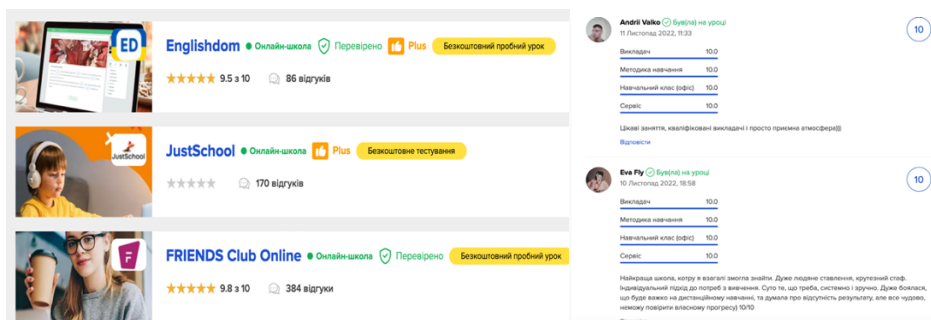 ED
Englishdom Онлайн-школа Перевірено Plus Безкоштовний пробний урок
9.5 з 10 86 відгуків
JustSchool
JustSchool Онлайн-школа Plus Безкоштовне тестування
170 відгуків
F
FRIENDS Club Online Онлайн-школа Перевірено Безкоштовний пробний урок
9.8 з 10 384 відгуки
Andrii Valko Був(ла) на уроці
11 Листопад 2022, 11:33
10
Викладач 10.0
Методика навчання 10.0
Навчальний клас (офіс) 10.0
Сервіс 10.0
Цікаві заняття, кваліфіковані викладачі і просто приємна атмосфера)))
Відповісти
Eva Fly Був(ла) на уроці
10 Листопад 2022, 18:58
10
Викладач 10.0
Методика навчання 10.0
Навчальний клас (офіс) 10.0
Сервіс 10.0
Найкраща школа, котру я взагалі змогла знайти. Дуже людяне ставлення, крутезний стаф.
Індивідуальний підхід до потреб з вивчення. Суто те, що треба, системно і зручно. Дуже боялася,
що буде важко на дистанційному навчанні, та думала про відсутність результату, але все чудово,
неможу повірити власному прогресу) 10/10